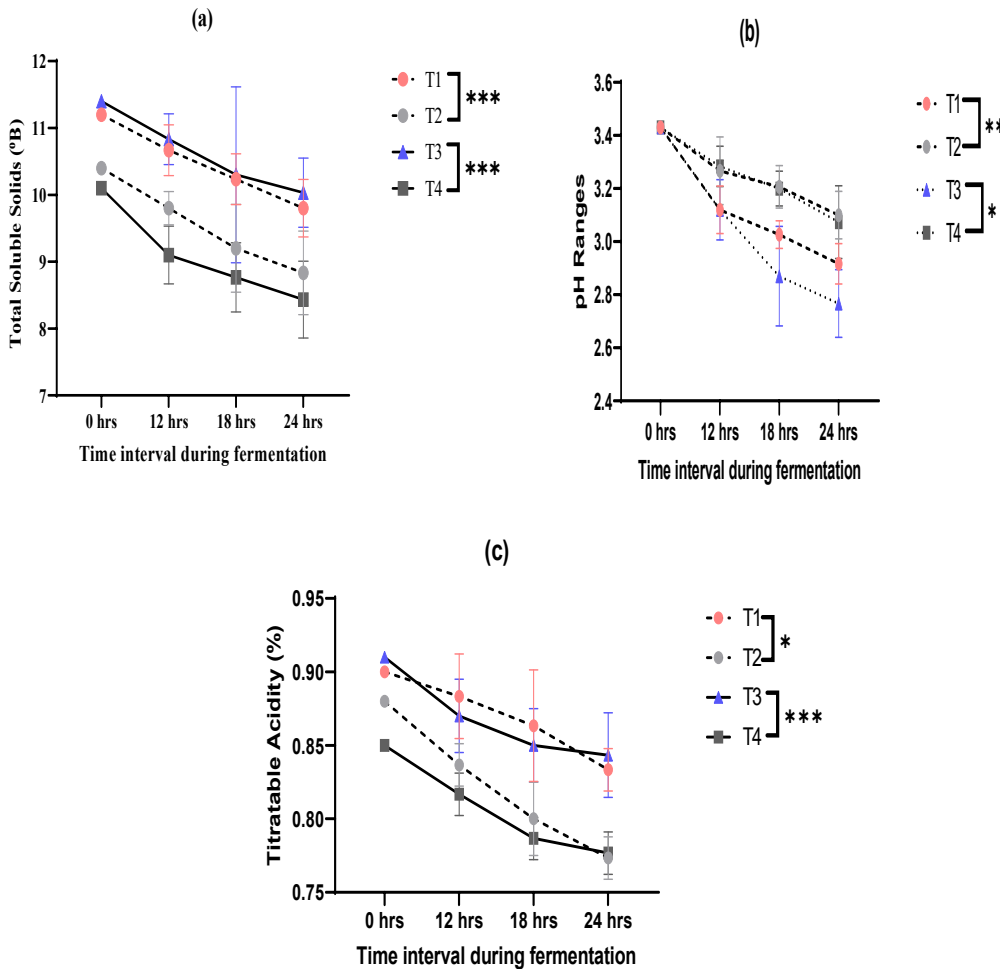 (a)
Total Soluble Solids (ºB)
12
11
10
9
8
7
0 hrs
12 hrs
18 hrs
24 hrs
Time interval during fermentation
T1
T2
T3
T4
***
***
(b)
pH Ranges
3.6
3.4
3.2
3.0
2.8
2.6
2.4
0 hrs
12 hrs
18 hrs
24 hrs
Time interval during fermentation
T1
T2
T3
T4
**
*
(c)
Titratable Acidity (%)
0.95
0.90
0.85
0.80
0.75
0 hrs
12 hrs
18 hrs
24 hrs
Time interval during fermentation
T1
T2
T3
T4
*
***